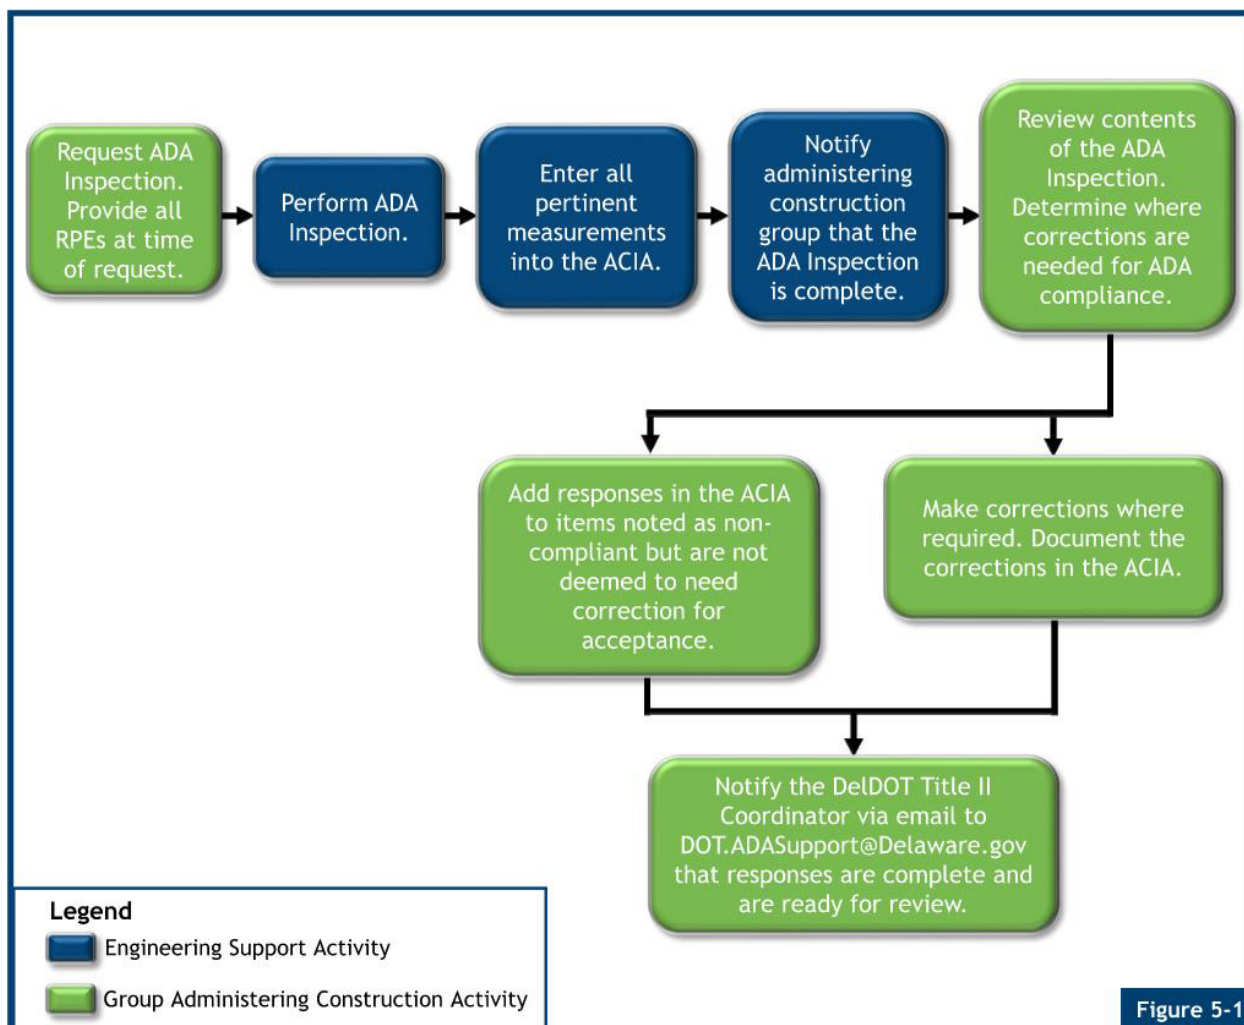 Request ADA
Inspection.
Provide all
RPEs at time
of request.
Perform ADA
Inspection.
Enter all
pertinent
measurements
into the ACIA.
Notify
administering
construction
group that the
ADA Inspection
is complete.
Review contents
of the ADA
Inspection.
Determine where
corrections are
needed for ADA
compliance.
Add responses in the ACIA
to items noted as non-
compliant but are not
deemed to need
correction for
acceptance.
Make corrections where
required. Document the
corrections in the ACIA.
Notify the DelDOT Title II
Coordinator via email to
DOT.ADASupport@Delaware.gov
that responses are complete and
are ready for review.
Legend
Engineering Support Activity
Group Administering Construction Activity
Figure 5-1